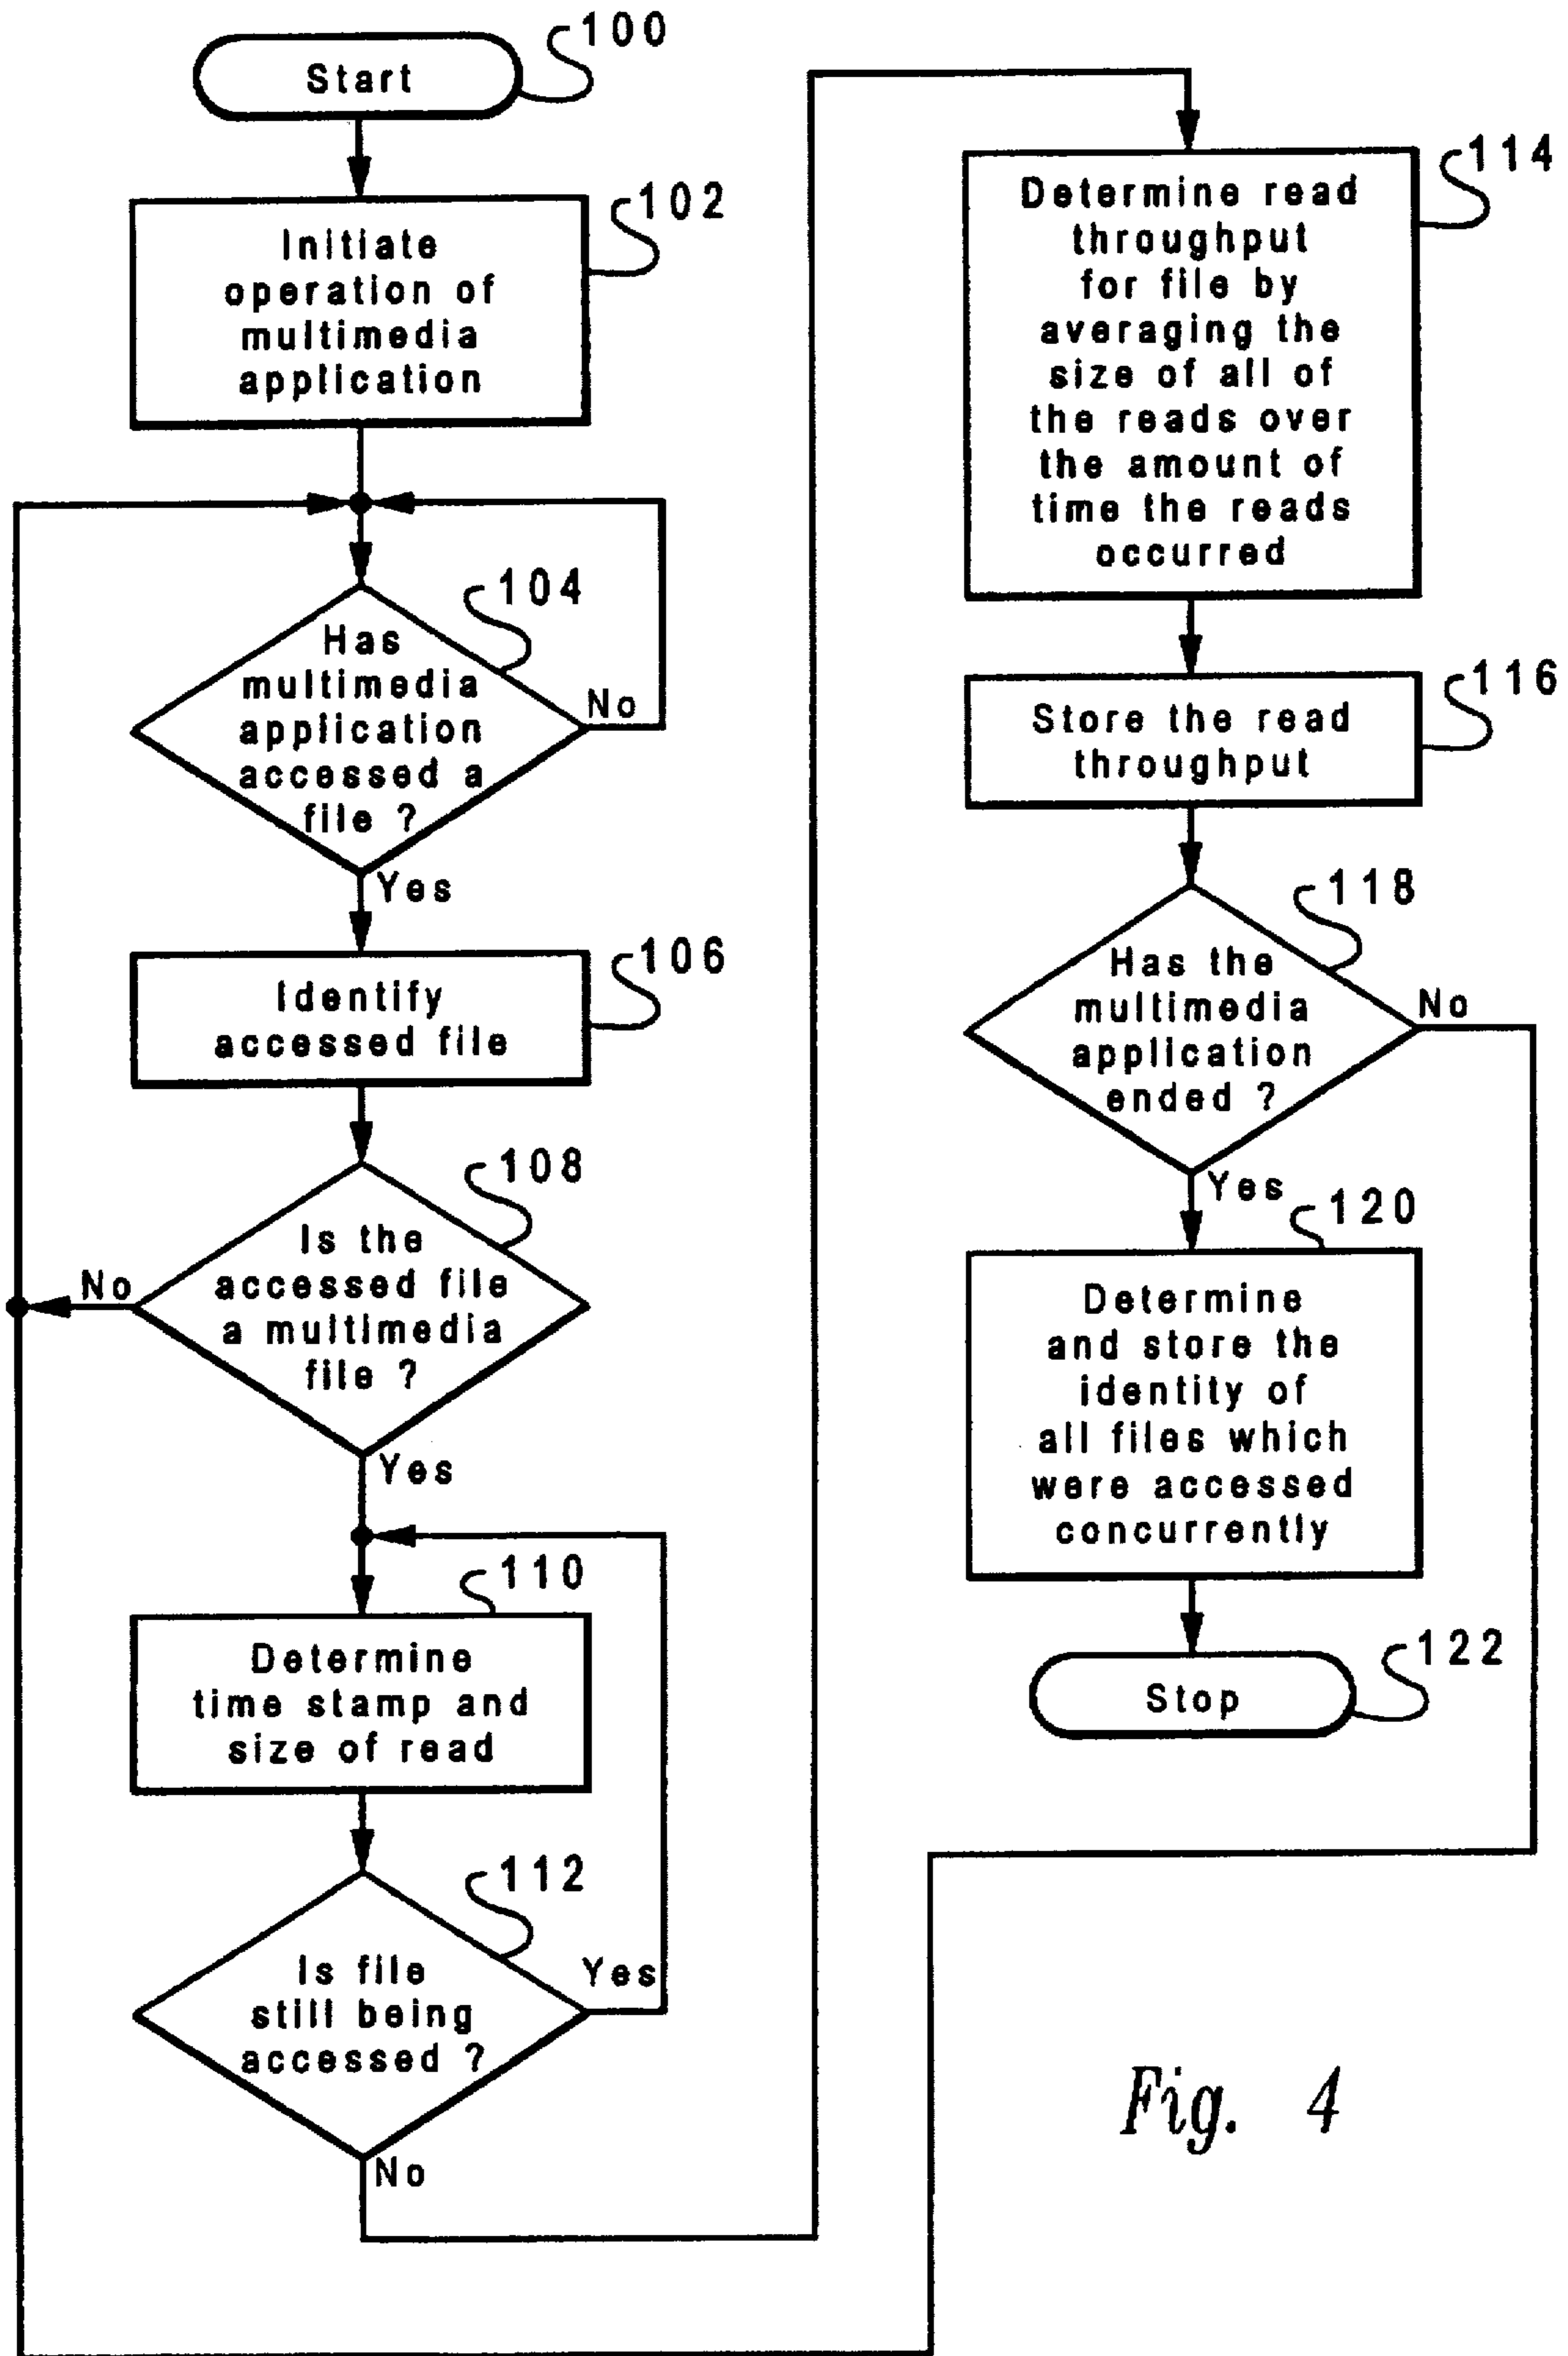 Start
100
Initiate
operation of
multimedia
application
102
Has
multimedia
application
accessed a
file ?
104
No
Yes
Identify
accessed file
106
Is the
accessed file
a multimedia
file ?
108
No
Yes
Determine
time stamp and
size of read
110
Is file
still being
accessed ?
112
Yes
No
Determine read
throughput
for file by
averaging the
size of all of
the reads over
the amount of
time the reads
occurred
114
Store the read
throughput
116
Has the
multimedia
application
ended ?
118
No
Yes
Determine
and store the
identity of
all files which
were accessed
concurrently
120
Stop
122
Fig. 4